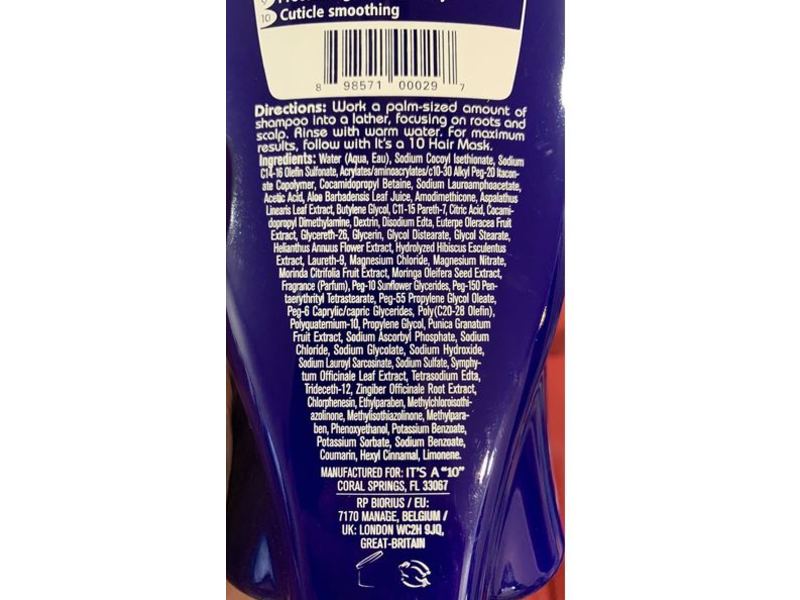 10 Cuticle smoothing
8 98571 00029 7
Directions: Work a palm-sized amount of
shampoo into a lather, focusing on roots and
scalp. Rinse with warm water. For maximum
results, follow with It's a 10 Hair Mask.
Ingredients: Water (Aqua, Eau), Sodium Cocoyl Isethionate, Sodium
C14-16 Olefin Sulfonate, Acrylates/aminoacrylates/c10-30 Alkyl Peg-20 Itacon-
ate Copolymer, Cocamidopropyl Betaine, Sodium Lauroamphoacetate,
Acetic Acid, Aloe Barbadensis Leaf Juice, Amodimethicone, Aspalathus
Linearis Leaf Extract, Butylene Glycol, C11-15 Pareth-7, Citric Acid, Cocami-
dopropyl Dimethylamine, Dextrin, Disodium Edta, Euterpe Oleracea Fruit
Extract, Glycereth-26, Glycerin, Glycol Distearate, Glycol Stearate,
Helianthus Annuus Flower Extract, Hydrolyzed Hibiscus Esculentus
Extract, Laureth-9, Magnesium Chloride, Magnesium Nitrate,
Morinda Citrifolia Fruit Extract, Moringa Oleifera Seed Extract,
Fragrance (Parfum), Peg-10 Sunflower Glycerides, Peg-150 Pen-
taerythrityl Tetrastearate, Peg-55 Propylene Glycol Oleate,
Peg-6 Caprylic/capric Glycerides, Poly(C20-28 Olefin),
Polyquaternium-10, Propylene Glycol, Punica Granatum
Fruit Extract, Sodium Ascorbyl Phosphate, Sodium
Chloride, Sodium Glycolate, Sodium Hydroxide,
Sodium Lauroyl Sarcosinate, Sodium Sulfate, Symphy-
tum Officinale Leaf Extract, Tetrasodium Edta,
Trideceth-12, Zingiber Officinale Root Extract,
Chlorphenesin, Ethylparaben, Methylchloroisothi-
azolinone, Methylisothiazolinone, Methylpara-
ben, Phenoxyethanol, Potassium Benzoate,
Potassium Sorbate, Sodium Benzoate,
Coumarin, Hexyl Cinnamal, Limonene.
MANUFACTURED FOR: IT'S A "10"
CORAL SPRINGS, FL 33067
RP BIORIUS / EU:
7170 MANAGE, BELGIUM /
UK: LONDON WC2H 9JQ,
GREAT-BRITAIN